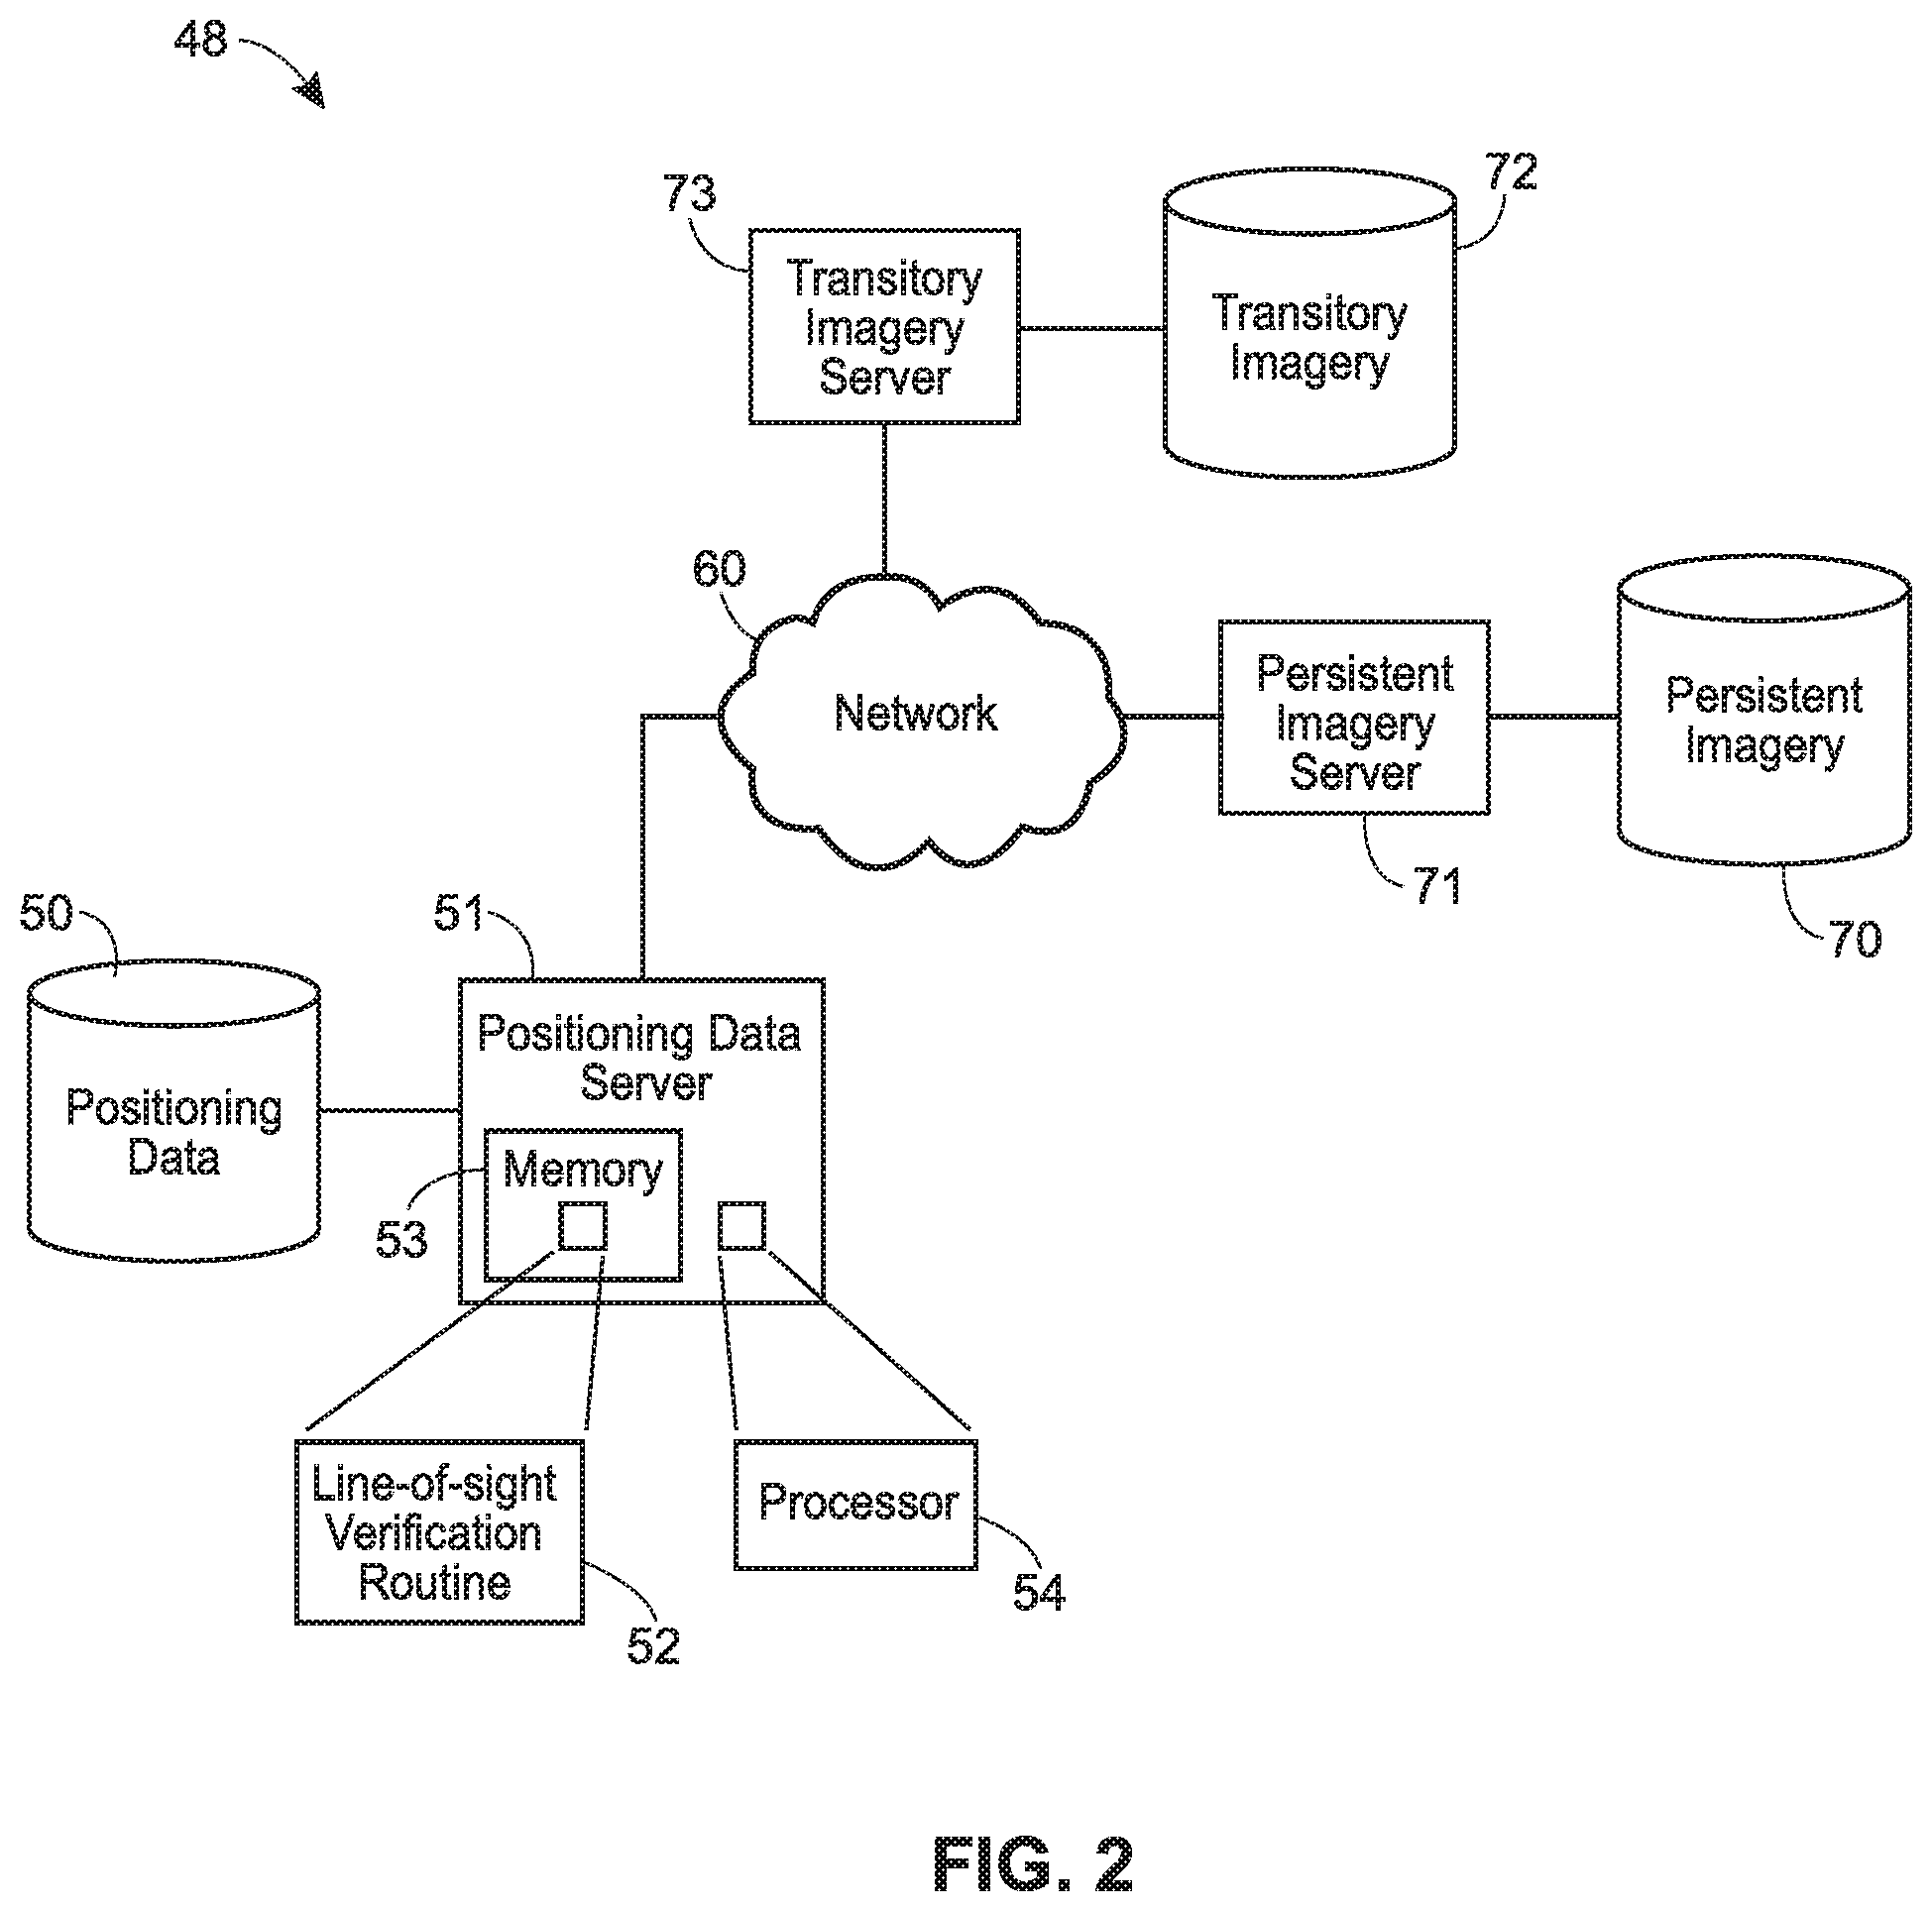 48
73
72
Transitory
Imagery
Server
Transitory
Imagery
60
Network
Persistent
Imagery
Server
Persistent
Imagery
71
70
50
51
Positioning
Data
Positioning Data
Server
Memory
53
Line-of-sight
Verification
Routine
Processor
52
54
FIG. 2